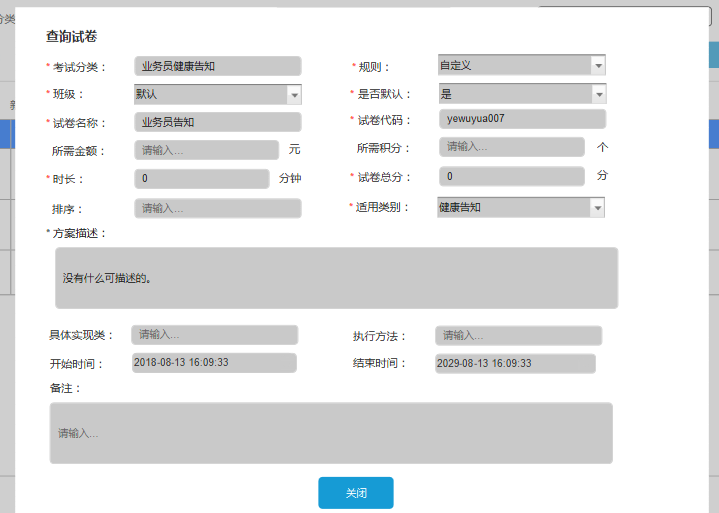 分类
查询试卷
* 考试分类： 业务员健康告知 * 规则： 自定义
* 班级： 默认 * 是否默认： 是
* 试卷名称： 业务员告知 * 试卷代码： yewuyua007
所需金额： 请输入... 元 所需积分： 请输入... 个
* 时长： 0 分钟 * 试卷总分： 0 分
排序： 请输入... * 适用类别： 健康告知
* 方案描述：
没有什么可描述的。
具体实现类： 请输入... 执行方法： 请输入...
开始时间： 2018-08-13 16:09:33 结束时间： 2029-08-13 16:09:33
备注：
请输入...
关闭